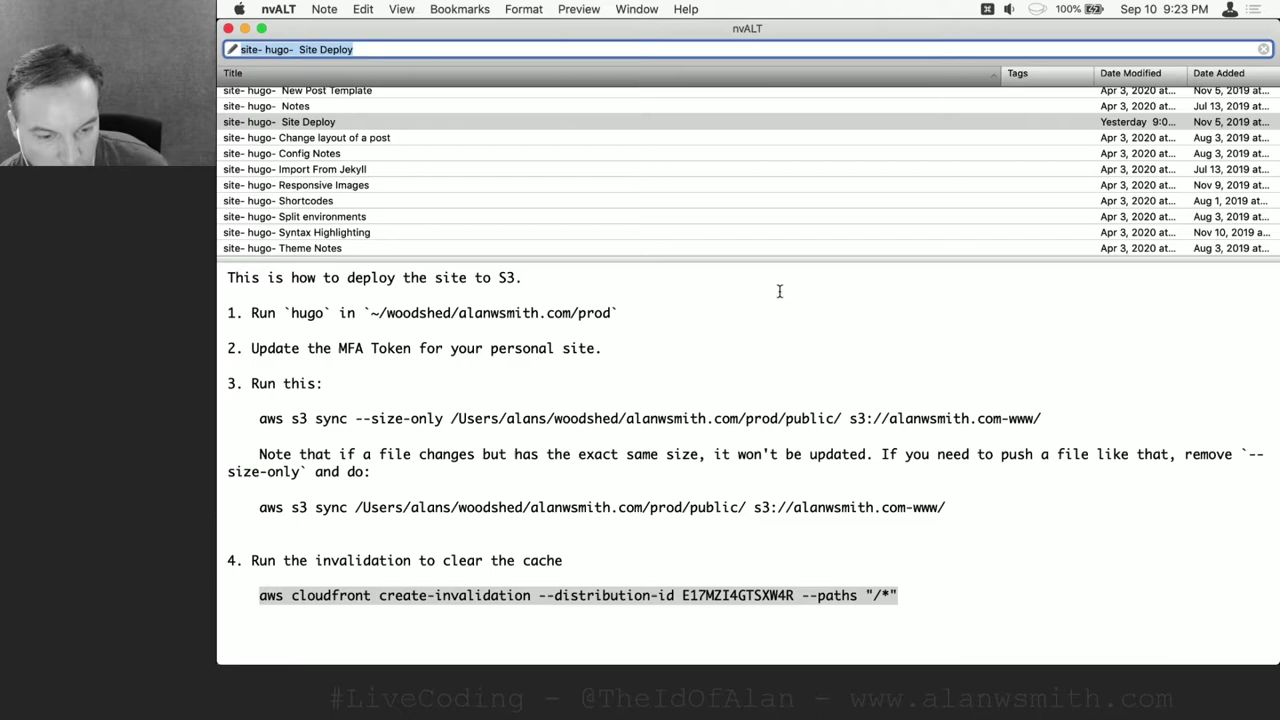 nvALT Note Edit View Bookmarks Format Preview Window Help 100% Sep 10 9:23 PM
nvALT
site- hugo-  Site Deploy
Title Tags Date Modified Date Added
site- hugo-  New Post Template Apr 3, 2020 at... Nov 5, 2019 at...
site- hugo-  Notes Apr 3, 2020 at... Jul 13, 2019 at...
site- hugo-  Site Deploy Yesterday 9:0... Nov 5, 2019 at...
site- hugo- Change layout of a post Apr 3, 2020 at... Aug 3, 2019 at...
site- hugo- Config Notes Apr 3, 2020 at... Aug 3, 2019 at...
site- hugo- Import From Jekyll Apr 3, 2020 at... Jul 13, 2019 at...
site- hugo- Responsive Images Apr 3, 2020 at... Nov 9, 2019 at...
site- hugo- Shortcodes Apr 3, 2020 at... Aug 1, 2019 at...
site- hugo- Split environments Apr 3, 2020 at... Aug 3, 2019 at...
site- hugo- Syntax Highlighting Apr 3, 2020 at... Nov 10, 2019 a...
site- hugo- Theme Notes Apr 3, 2020 at... Aug 3, 2019 at...
This is how to deploy the site to S3.
1. Run `hugo` in `~/woodshed/alanwsmith.com/prod`
2. Update the MFA Token for your personal site.
3. Run this:
aws s3 sync --size-only /Users/alans/woodshed/alanwsmith.com/prod/public/ s3://alanwsmith.com-www/
Note that if a file changes but has the exact same size, it won't be updated. If you need to push a file like that, remove `--
size-only` and do:
aws s3 sync /Users/alans/woodshed/alanwsmith.com/prod/public/ s3://alanwsmith.com-www/
4. Run the invalidation to clear the cache
aws cloudfront create-invalidation --distribution-id E17MZI4GTSXW4R --paths "/*"
#LiveCoding - @TheIdOfAlan - www.alanwsmith.com